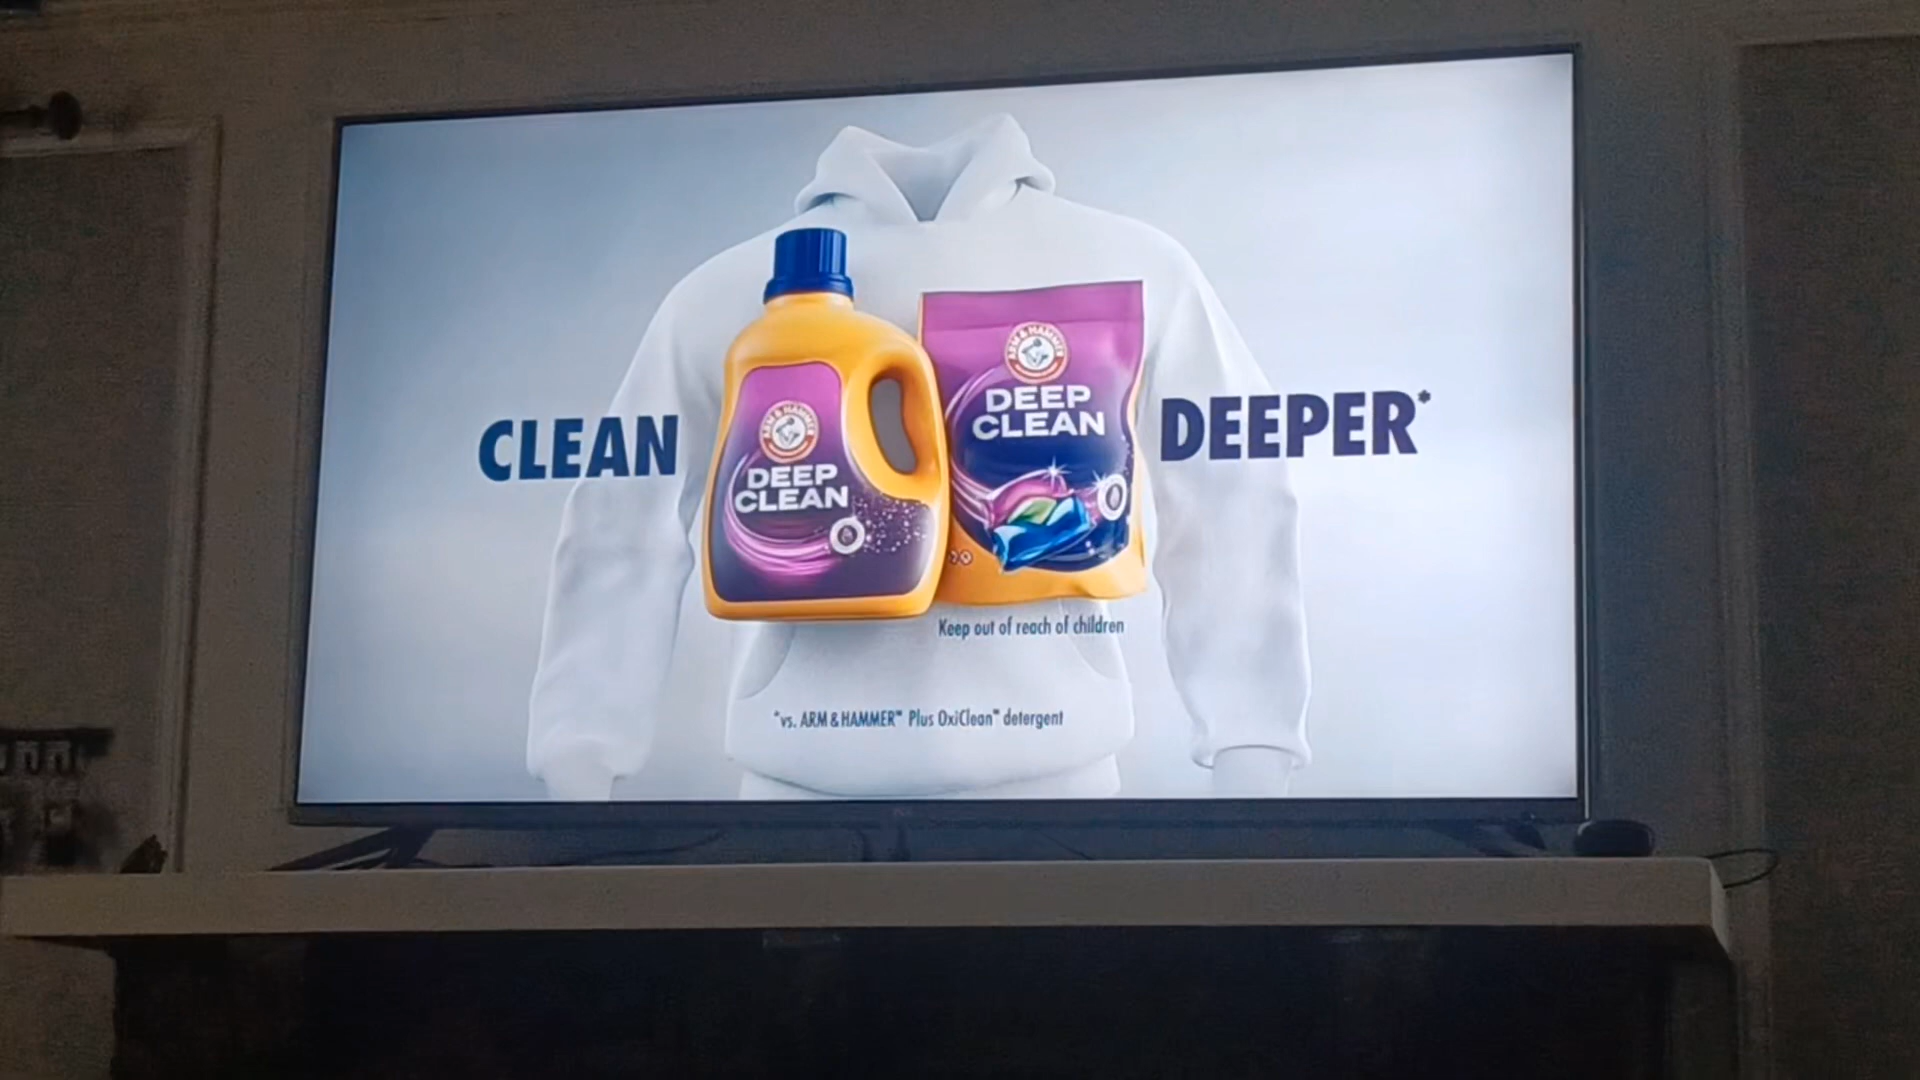 CLEAN
DEEPER*
ARM & HAMMER
DEEP
CLEAN
ARM & HAMMER
DEEP
CLEAN
Keep out of reach of children
*vs. ARM & HAMMER™ Plus OxiClean™ detergent